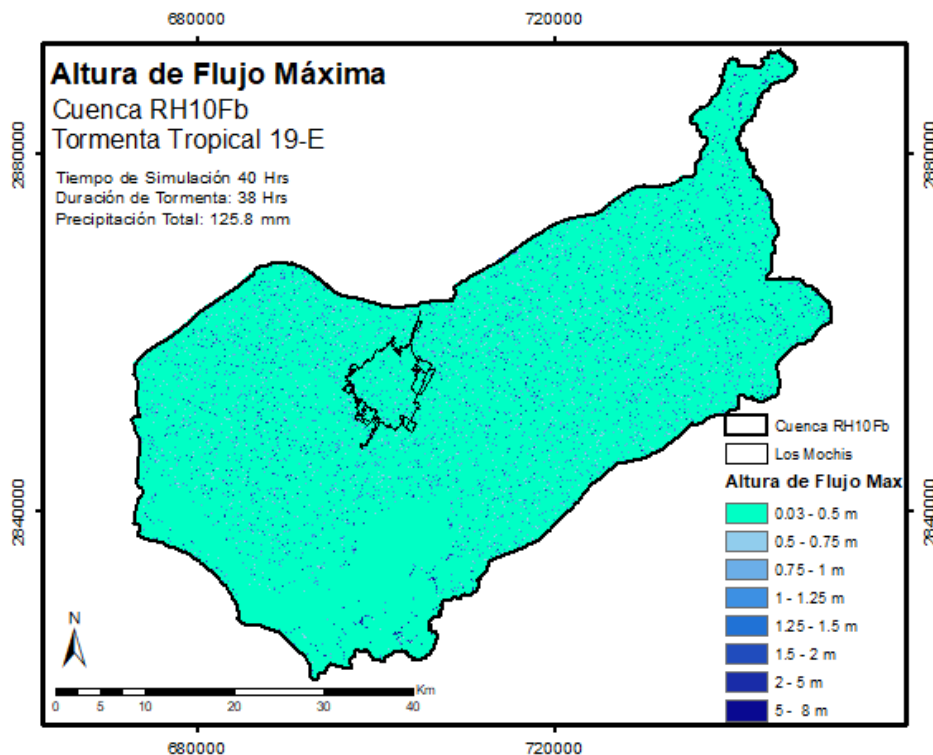 680000
720000
Altura de Flujo Máxima
Cuenca RH10Fb
Tormenta Tropical 19-E
Tiempo de Simulación 40 Hrs
Duración de Tormenta: 38 Hrs
Precipitación Total: 125.8 mm
2880000
2880000
2840000
2840000
Cuenca RH10Fb
Los Mochis
Altura de Flujo Max
0.03 - 0.5 m
0.5 - 0.75 m
0.75 - 1 m
1 - 1.25 m
1.25 - 1.5 m
1.5 - 2 m
2 - 5 m
5 - 8 m
N
Km
0 5 10 20 30 40
680000
720000